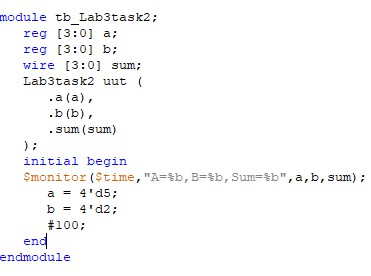 module tb_Lab3task2;
reg [3:0] a;
reg [3:0] b;
wire [3:0] sum;
Lab3task2 uut (
.a(a),
.b(b),
.sum(sum)
);
initial begin
$monitor($time,"A=%b,B=%b,Sum=%b",a,b,sum);
a = 4'd5;
b = 4'd2;
#100;
end
endmodule